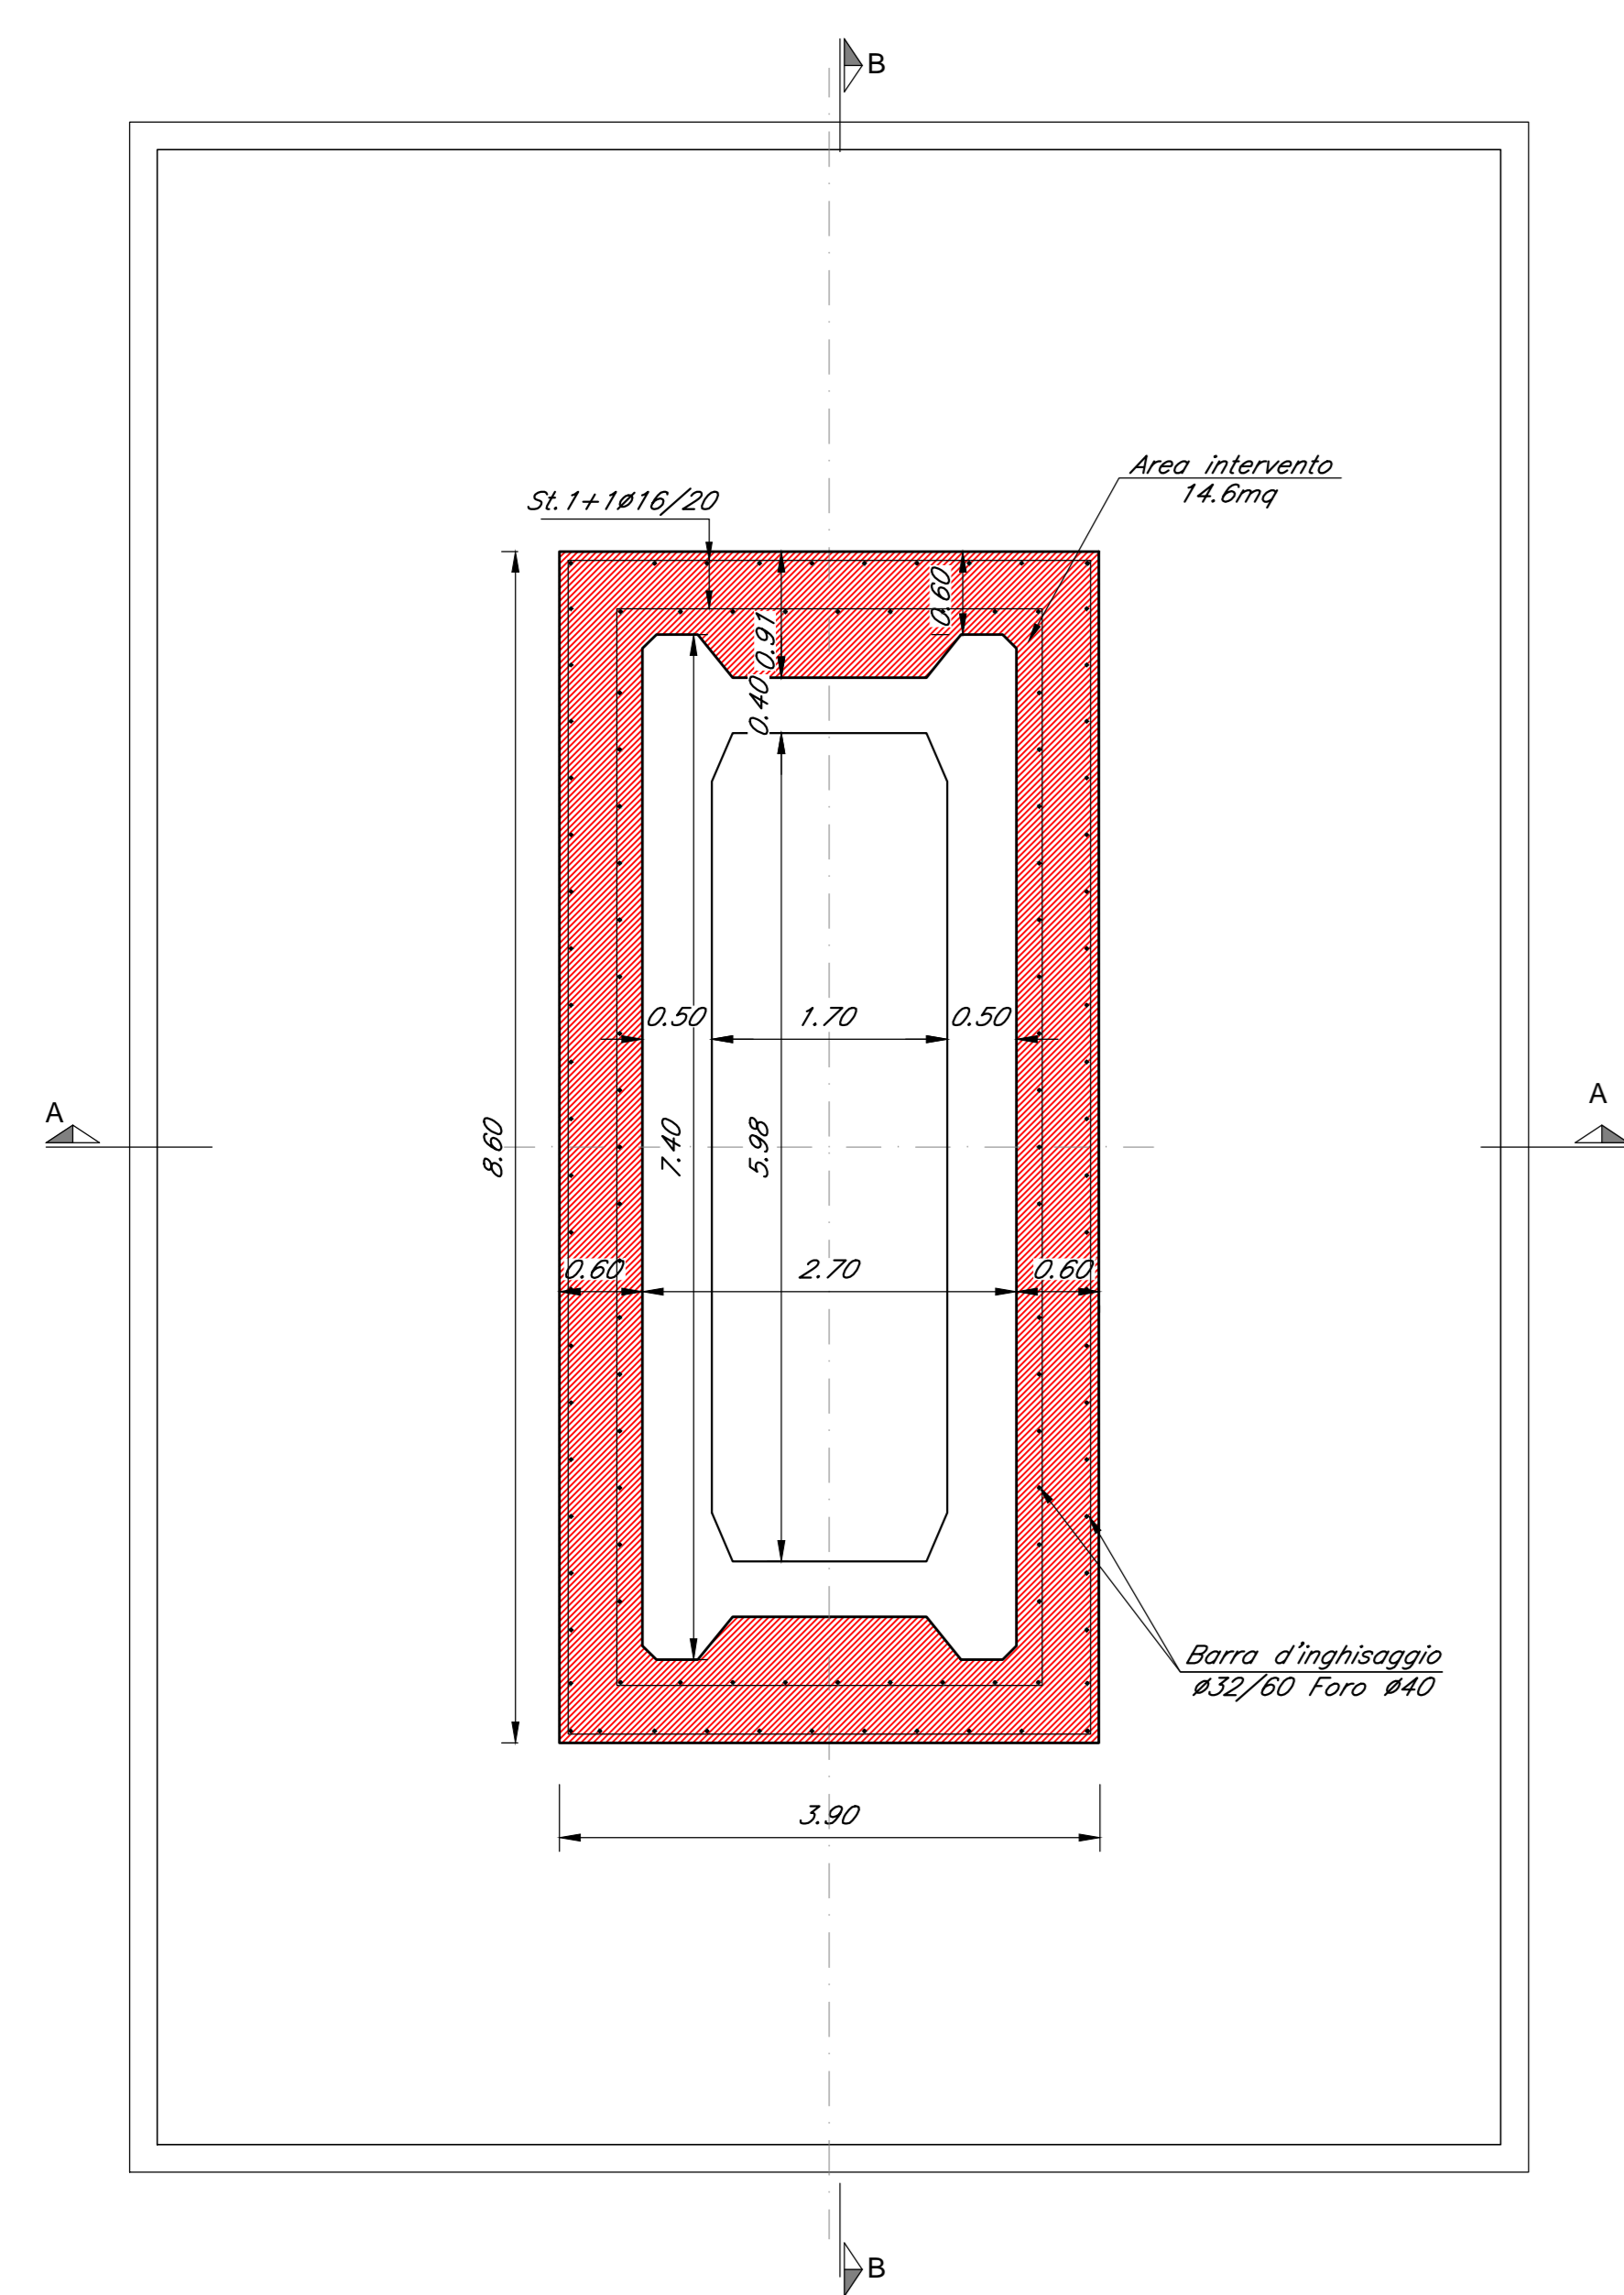 B
Area intervento
14.6mq
St.1+1ø16/20
0.60
0.91
0.40
0.50
1.70
0.50
A
A
8.60
7.40
5.98
0.60
2.70
0.60
Barra d'inghisaggio
ø32/60 Foro ø40
3.90
B